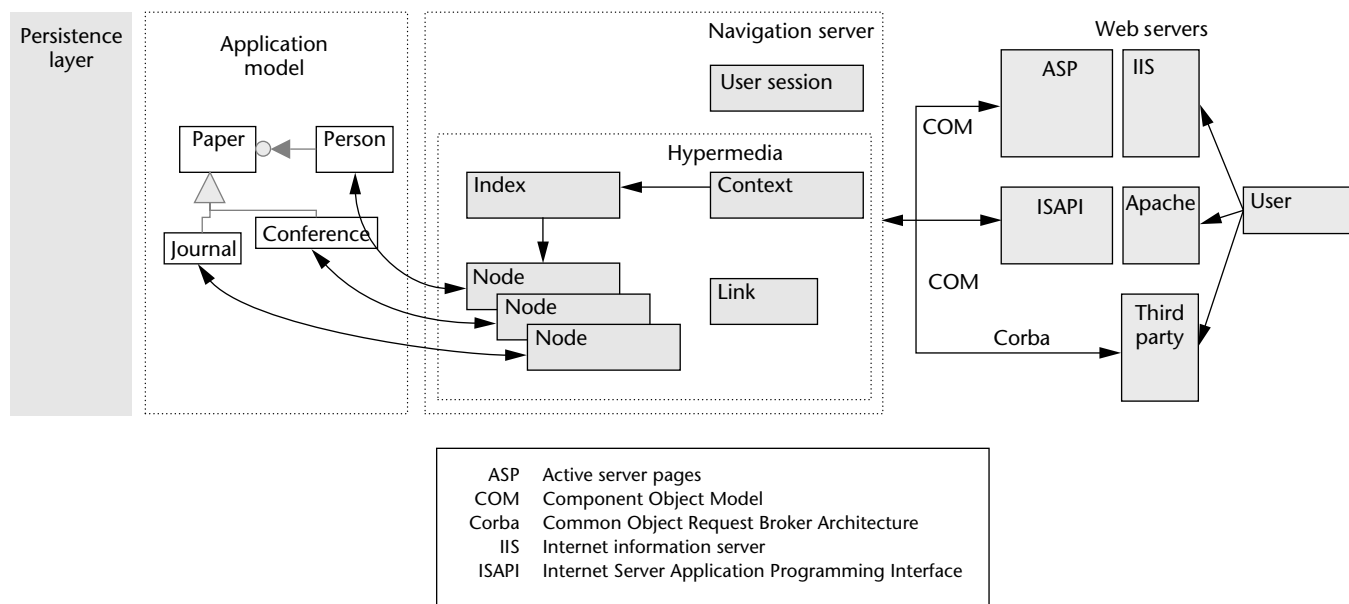 Persistence
layer
Application
model
Paper
Person
Journal
Conference
Navigation server
User session
Hypermedia
Index
Context
Node
Node
Node
Link
Web servers
COM
ASP
IIS
ISAPI
Apache
User
COM
Corba
Third
party
ASP Active server pages
COM Component Object Model
Corba Common Object Request Broker Architecture
IIS Internet information server
ISAPI Internet Server Application Programming Interface